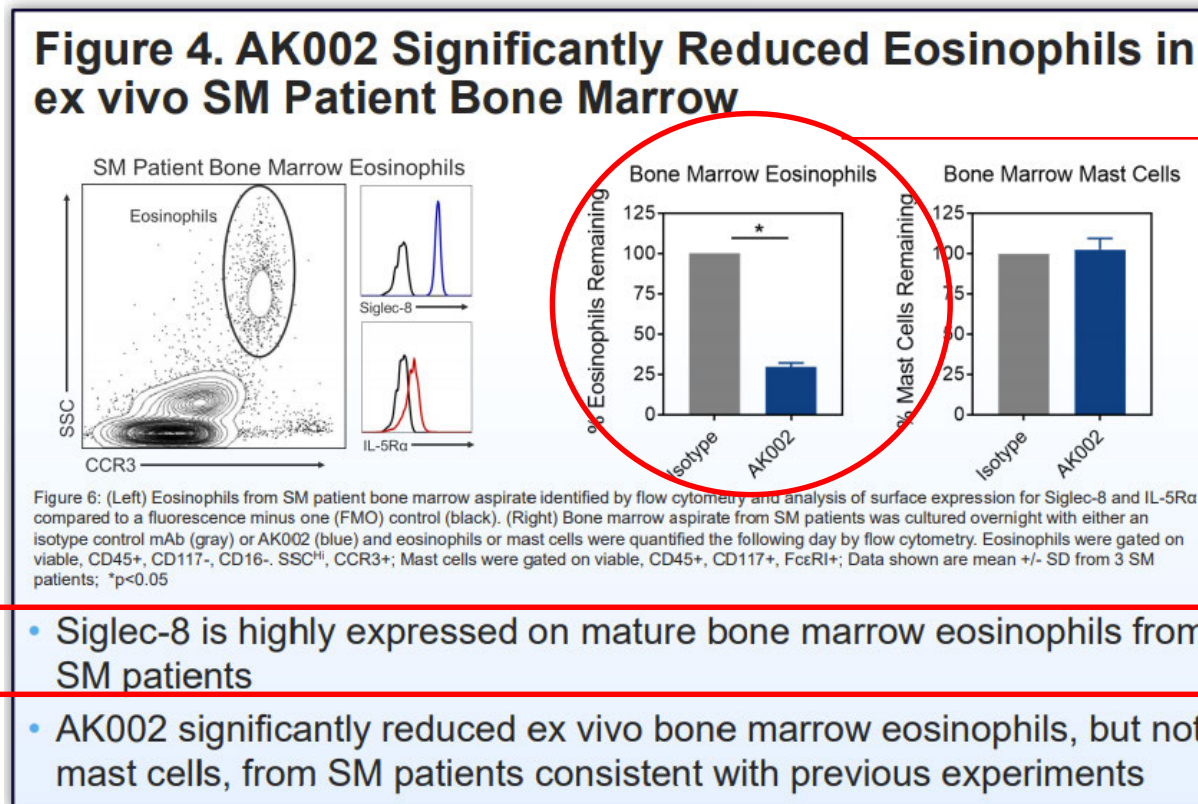 Figure 4. AK002 Significantly Reduced Eosinophils in
ex vivo SM Patient Bone Marrow
SM Patient Bone Marrow Eosinophils
Eosinophils
SSC
CCR3
Siglec-8
IL-5Rα
Bone Marrow Eosinophils
% Eosinophils Remaining
125
100
75
50
25
0
*
Isotype
AK002
Bone Marrow Mast Cells
% Mast Cells Remaining
125
100
75
50
25
0
Isotype
AK002
Figure 6: (Left) Eosinophils from SM patient bone marrow aspirate identified by flow cytometry and analysis of surface expression for Siglec-8 and IL-5Rα
compared to a fluorescence minus one (FMO) control (black). (Right) Bone marrow aspirate from SM patients was cultured overnight with either an
isotype control mAb (gray) or AK002 (blue) and eosinophils or mast cells were quantified the following day by flow cytometry. Eosinophils were gated on
viable, CD45+, CD117-, CD16-. SSCHi, CCR3+; Mast cells were gated on viable, CD45+, CD117+, FcεRI+; Data shown are mean +/- SD from 3 SM
patients; *p<0.05
• Siglec-8 is highly expressed on mature bone marrow eosinophils from
SM patients
• AK002 significantly reduced ex vivo bone marrow eosinophils, but not
mast cells, from SM patients consistent with previous experiments